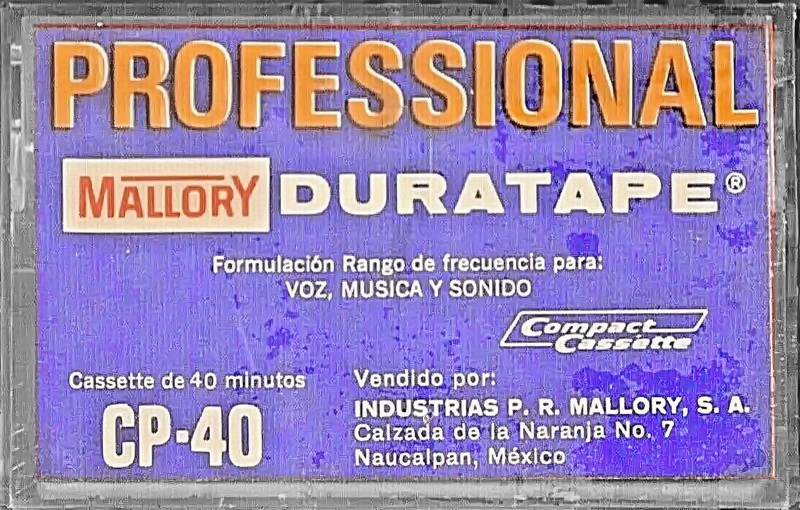 PROFESSIONAL
MALLORY DURATAPE®
Formulación Rango de frecuencia para:
VOZ, MUSICA Y SONIDO
Compact
Cassette
Cassette de 40 minutos
CP-40
Vendido por:
INDUSTRIAS P. R. MALLORY, S. A.
Calzada de la Naranja No. 7
Naucalpan, México